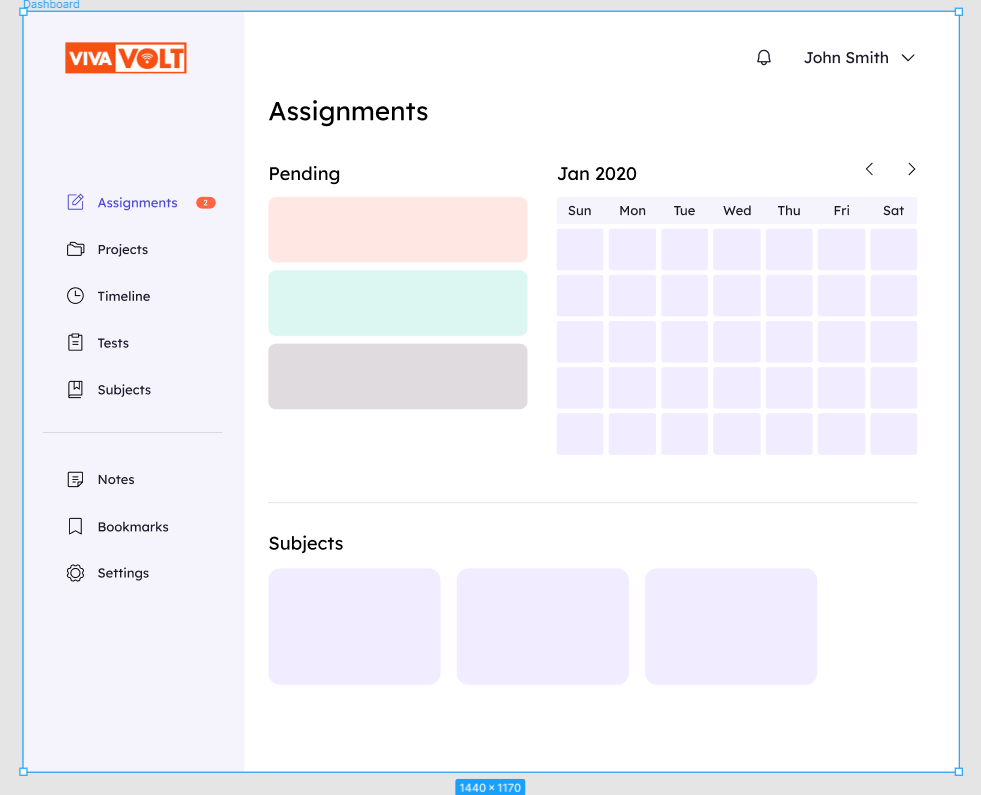 Dashboard
VIVA VOLT
John Smith
Assignments
Pending
Jan 2020
Sun Mon Tue Wed Thu Fri Sat
Assignments 2
Projects
Timeline
Tests
Subjects
Notes
Bookmarks
Settings
Subjects
1440 × 1170